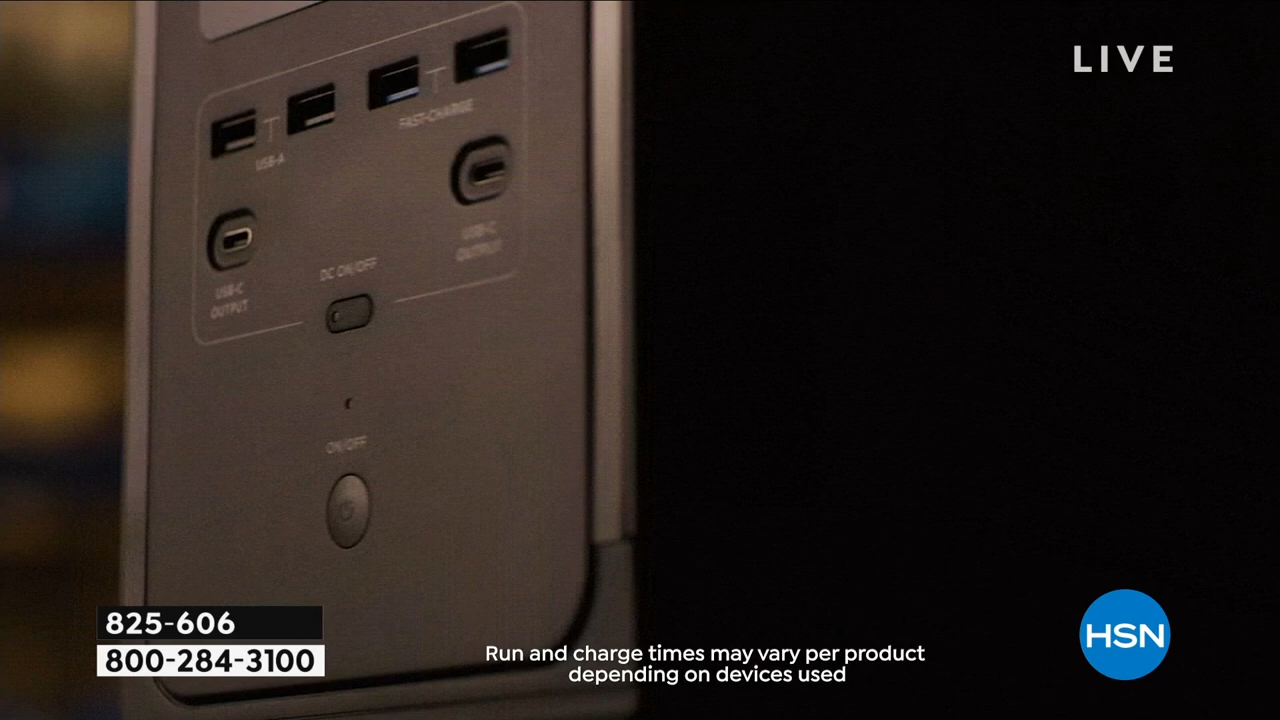 LIVE
FAST-CHARGE
USB-A
USB-C
OUTPUT
DC ON/OFF
USB-C
OUTPUT
ON/OFF
825-606
800-284-3100
Run and charge times may vary per product
depending on devices used
HSN